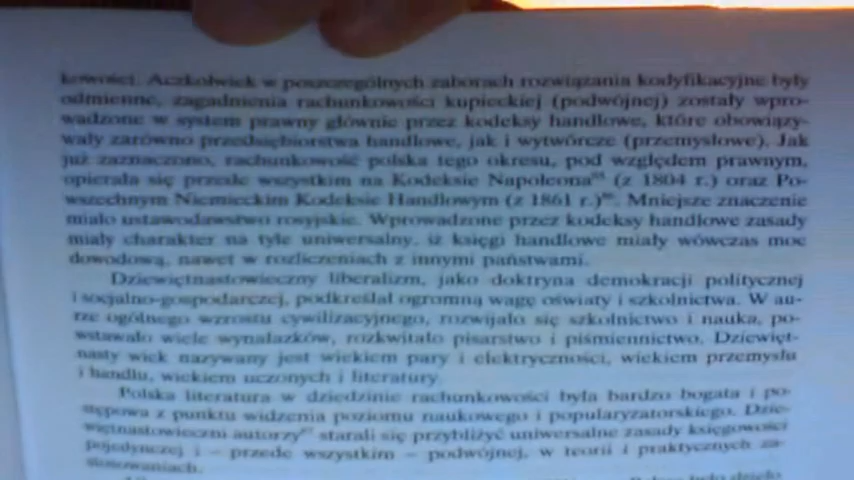 kowości. Aczkolwiek w poszczególnych zaborach rozwiązania kodyfikacyjne były
odmienne, zagadnienia rachunkowości kupieckiej (podwójnej) zostały wpro-
wadzone w system prawny głównie przez kodeksy handlowe, które obowiązy-
wały zarówno przedsiębiorstwa handlowe, jak i wytwórcze (przemysłowe). Jak
już zaznaczono, rachunkowość polska tego okresu, pod względem prawnym,
opierała się przede wszystkim na Kodeksie Napoleona (z 1804 r.) oraz Po-
wszechnym Niemieckim Kodeksie Handlowym (z 1861 r.). Mniejsze znaczenie
miało ustawodawstwo rosyjskie. Wprowadzone przez kodeksy handlowe zasady
miały charakter na tyle uniwersalny, iż księgi handlowe miały wówczas moc
dowodową, nawet w rozliczeniach z innymi państwami.
Dziewiętnastowieczny liberalizm, jako doktryna demokracji politycznej
i socjalno-gospodarczej, podkreślał ogromną wagę oświaty i szkolnictwa. W au-
rze ogólnego wzrostu cywilizacyjnego, rozwijało się szkolnictwo i nauka, po-
wstawało wiele wynalazków, rozkwitało pisarstwo i piśmiennictwo. Dziewięt-
nasty wiek nazywany jest wiekiem pary i elektryczności, wiekiem przemysłu
i handlu, wiekiem uczonych i literatury.
Polska literatura w dziedzinie rachunkowości była bardzo bogata i po-
stępowa z punktu widzenia poziomu naukowego i popularyzatorskiego. Dzie-
więtnastowieczni autorzy starali się przybliżyć uniwersalne zasady księgowości
pojedynczej i – przede wszystkim – podwójnej, w teorii i praktycznych za-
stosowaniach.